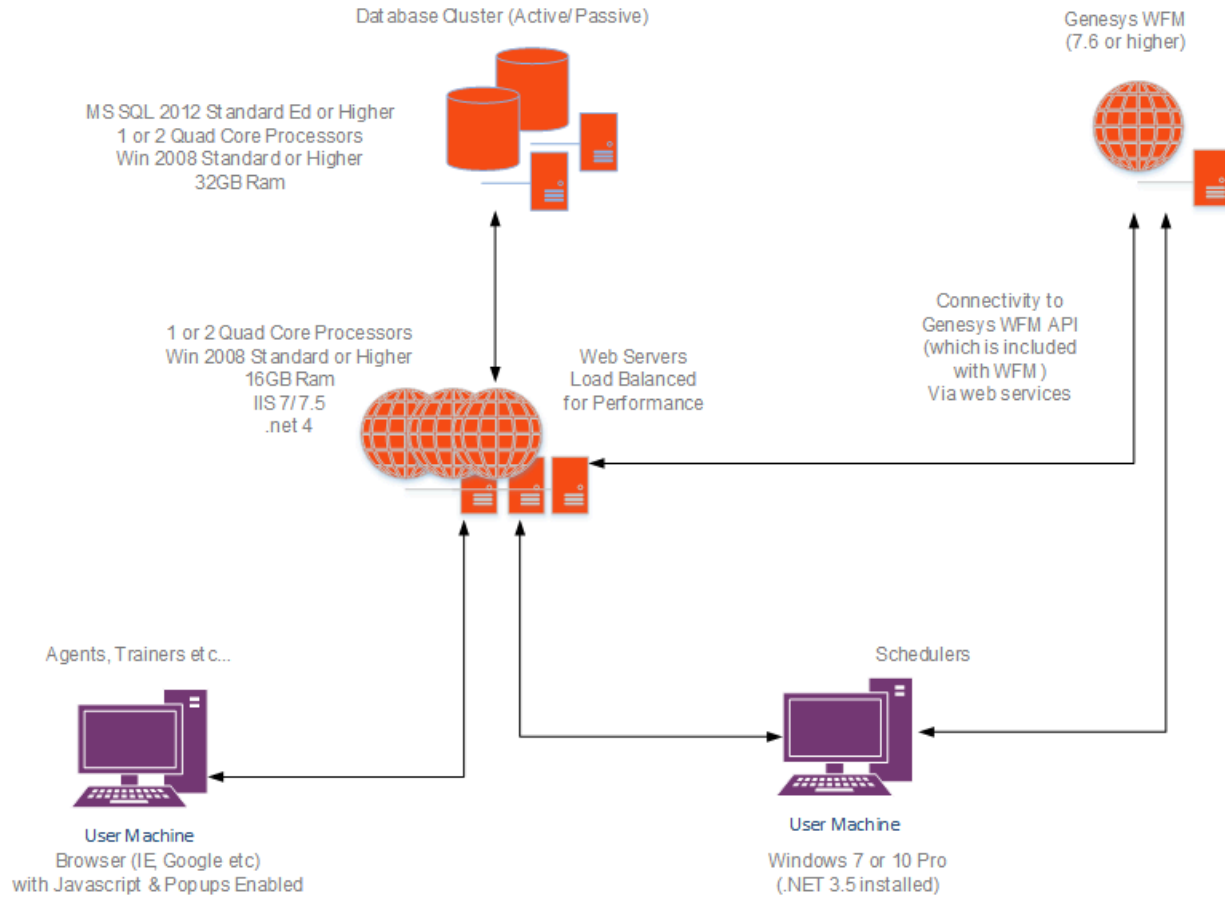 Database Cluster (Active/Passive)
Genesys WFM
(7.6 or higher)
MS SQL 2012 Standard Ed or Higher
1 or 2 Quad Core Processors
Win 2008 Standard or Higher
32GB Ram
1 or 2 Quad Core Processors
Win 2008 Standard or Higher
16GB Ram
IIS 7/7.5
.net 4
Web Servers
Load Balanced
for Performance
Connectivity to
Genesys WFM API
(which is included
with WFM )
Via web services
Agents, Trainers etc...
Schedulers
User Machine
Browser (IE, Google etc)
with Javascript & Popups Enabled
User Machine
Windows 7 or 10 Pro
(.NET 3.5 installed)